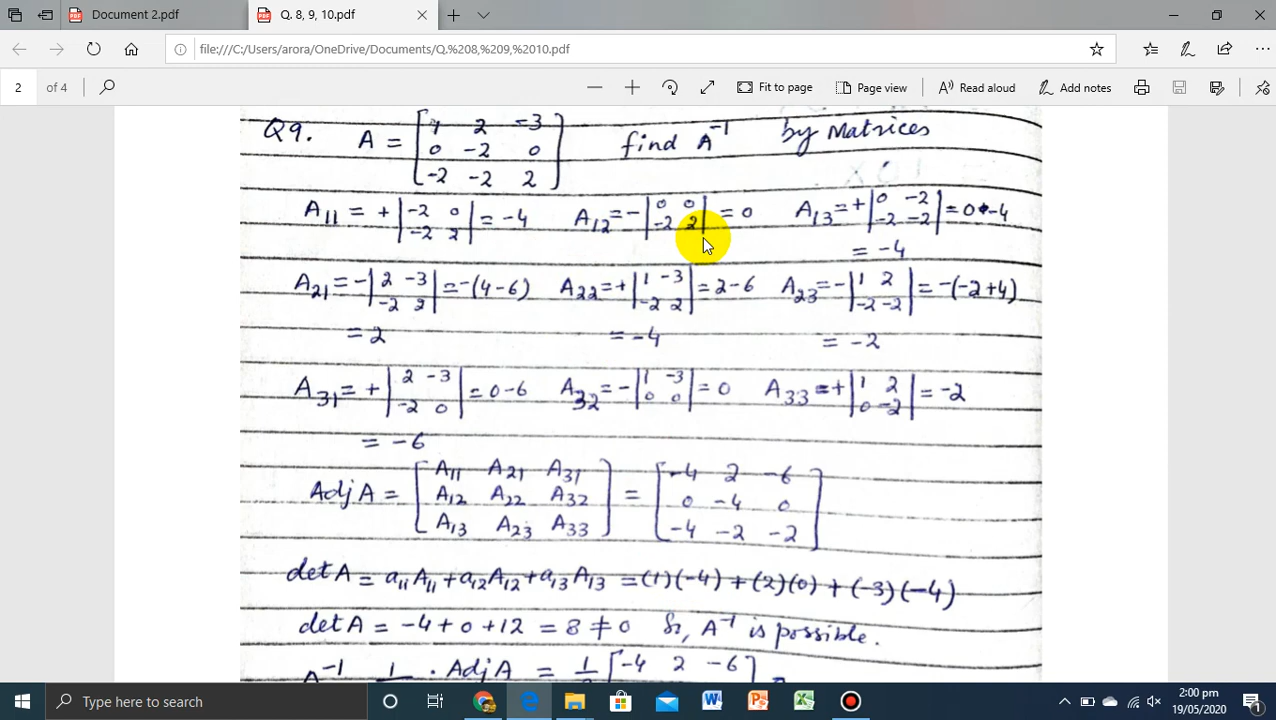 Document 2.pdf
Q. 8, 9, 10.pdf
file:///C:/Users/arora/OneDrive/Documents/Q.%208,%209,%2010.pdf
2 of 4
Fit to page
Page view
Read aloud
Add notes
Q9. A = [1 2 -3; 0 -2 0; -2 -2 2] find A⁻¹ by Matrices
A₁₁ = +|-2 0; -2 2| = -4 A₁₂ = -|0 0; -2 2| = 0 A₁₃ = +|0 -2; -2 -2| = 0-4
= -4
A₂₁ = -|2 -3; -2 2| = -(4-6) A₂₂ = +|1 -3; -2 2| = 2-6 A₂₃ = -|1 2; -2 -2| = -(-2+4)
= 2 = -4 = -2
A₃₁ = +|2 -3; -2 0| = 0-6 A₃₂ = -|1 -3; 0 0| = 0 A₃₃ = +|1 2; 0 -2| = -2
= -6
Adj A = [A₁₁ A₂₁ A₃₁; A₁₂ A₂₂ A₃₂; A₁₃ A₂₃ A₃₃] = [-4 2 -6; 0 -4 0; -4 -2 -2]
det A = a₁₁A₁₁ + a₁₂A₁₂ + a₁₃A₁₃ = (1)(-4) + (2)(0) + (-3)(-4)
det A = -4 + 0 + 12 = 8 ≠ 0 So, A⁻¹ is possible.
A⁻¹ 1 . Adj A = 1 [-4 2 -6]
Type here to search
2:00 pm
19/05/2020